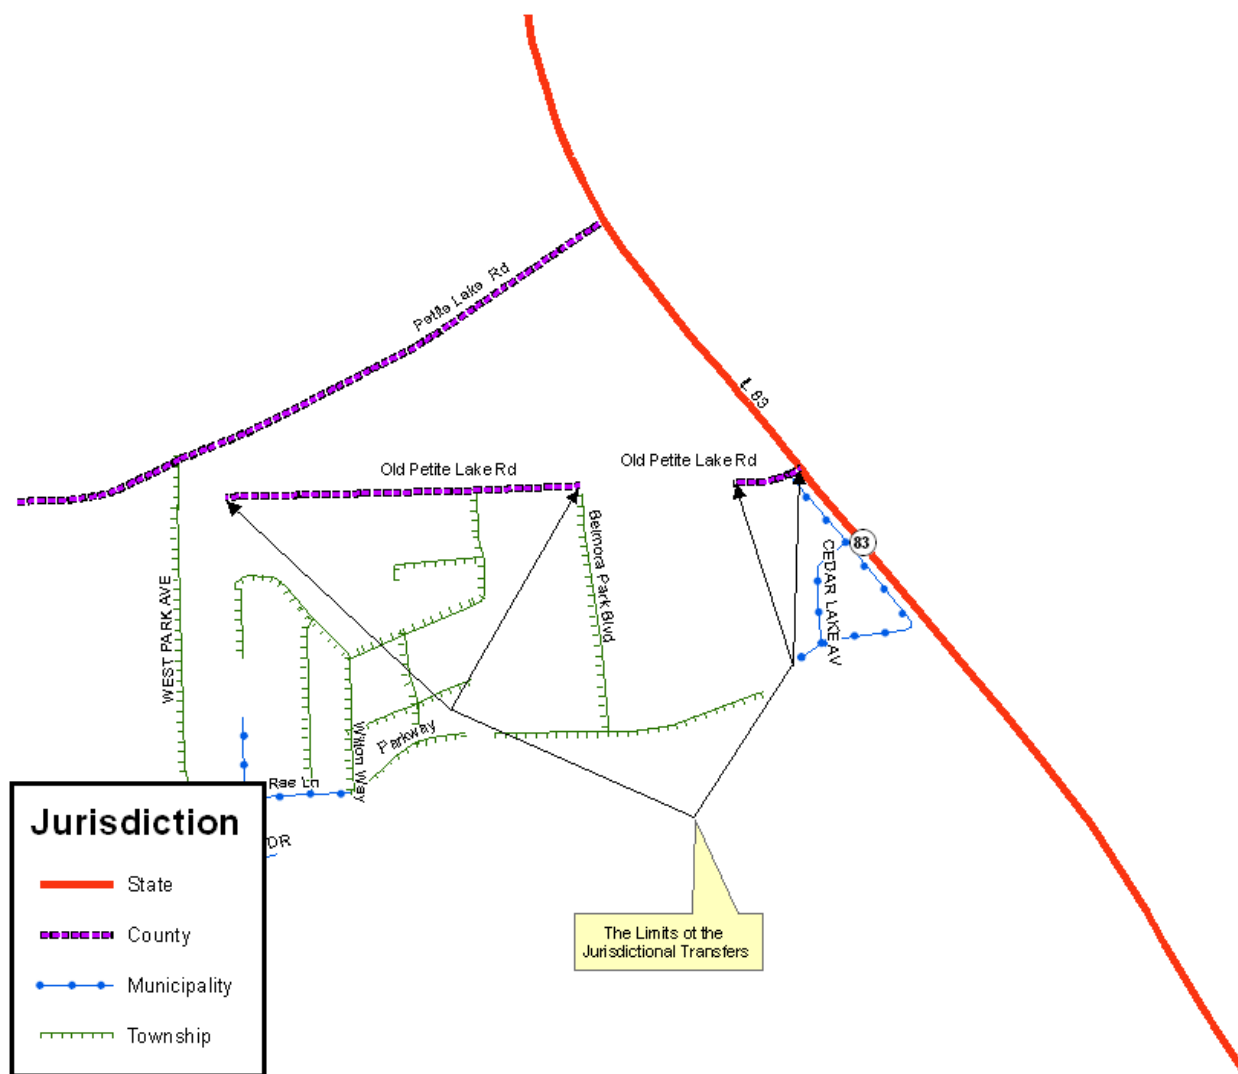 Petite Lake Rd
L 83
Old Petite Lake Rd
Old Petite Lake Rd
83
Belmora Park Blvd
CEDAR LAKE AV
WEST PARK AVE
Parkway
Wilton Way
Rae Ln
DR
Jurisdiction
State
County
Municipality
Township
The Limits of the
Jurisdictional Transfers